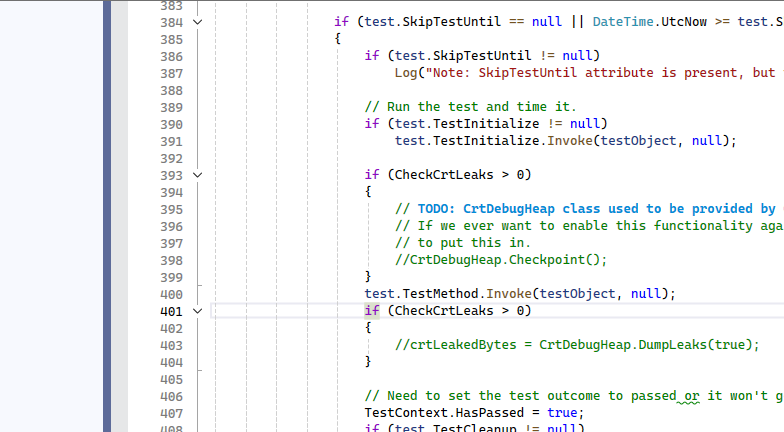 383
384 if (test.SkipTestUntil == null || DateTime.UtcNow >= test.S
385 {
386 if (test.SkipTestUntil != null)
387 Log("Note: SkipTestUntil attribute is present, but
388
389 // Run the test and time it.
390 if (test.TestInitialize != null)
391 test.TestInitialize.Invoke(testObject, null);
392
393 if (CheckCrtLeaks > 0)
394 {
395 // TODO: CrtDebugHeap class used to be provided by
396 // If we ever want to enable this functionality aga
397 // to put this in.
398 //CrtDebugHeap.Checkpoint();
399 }
400 test.TestMethod.Invoke(testObject, null);
401 if (CheckCrtLeaks > 0)
402 {
403 //crtLeakedBytes = CrtDebugHeap.DumpLeaks(true);
404 }
405
406 // Need to set the test outcome to passed or it won't g
407 TestContext.HasPassed = true;
408 if (test.TestCleanup != null)